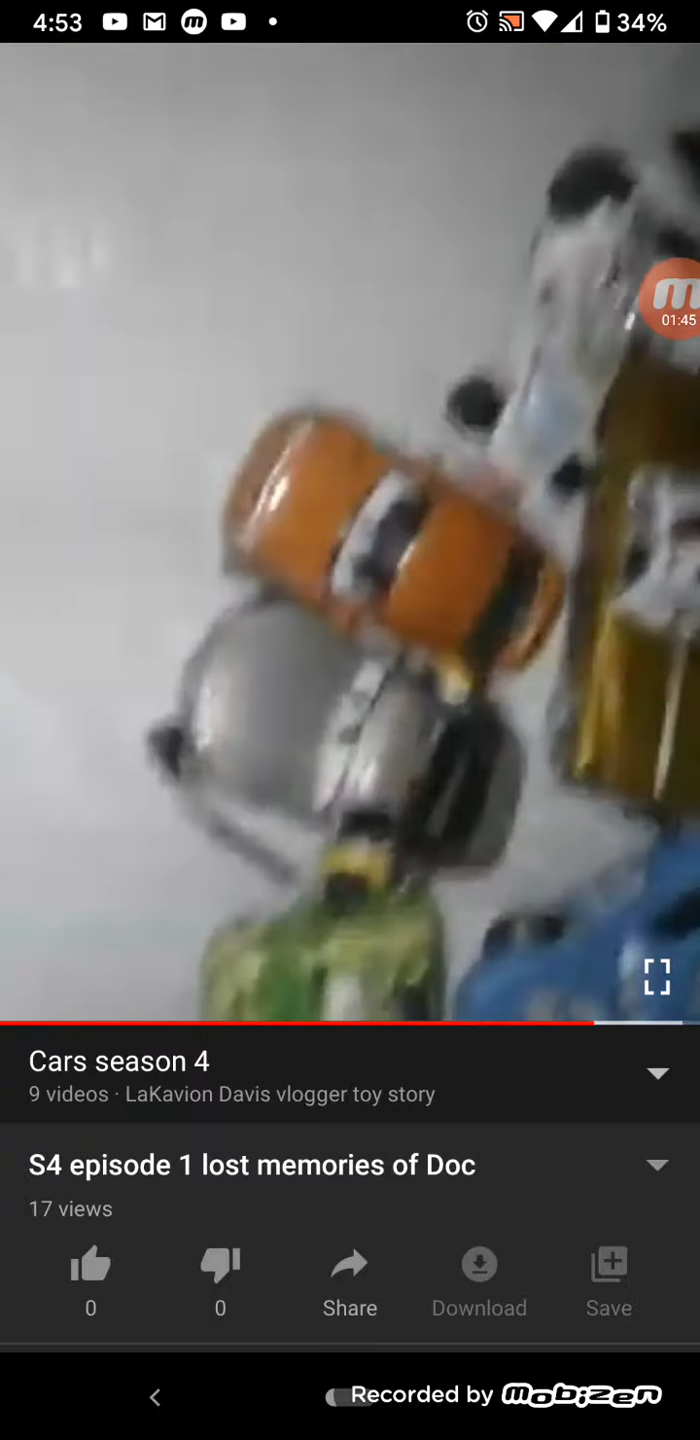 4:53
34%
m
01:45
Cars season 4
9 videos · LaKavion Davis vlogger toy story
S4 episode 1 lost memories of Doc
17 views
0
0
Share
Download
Save
Recorded by mobizen